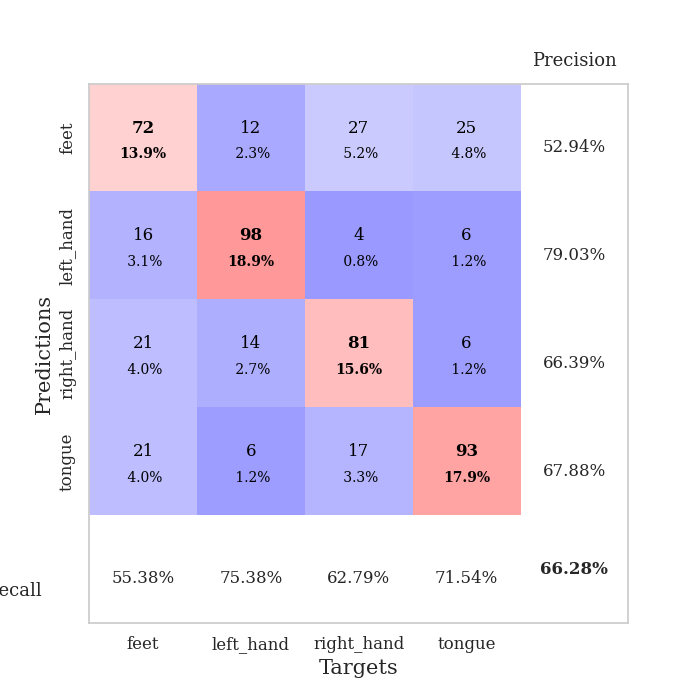 Precision
feet 72 12 27 25 52.94%
13.9% 2.3% 5.2% 4.8%
left_hand 16 98 4 6 79.03%
3.1% 18.9% 0.8% 1.2%
Predictions
right_hand 21 14 81 6 66.39%
4.0% 2.7% 15.6% 1.2%
tongue 21 6 17 93 67.88%
4.0% 1.2% 3.3% 17.9%
ecall 55.38% 75.38% 62.79% 71.54% 66.28%
feet left_hand right_hand tongue
Targets